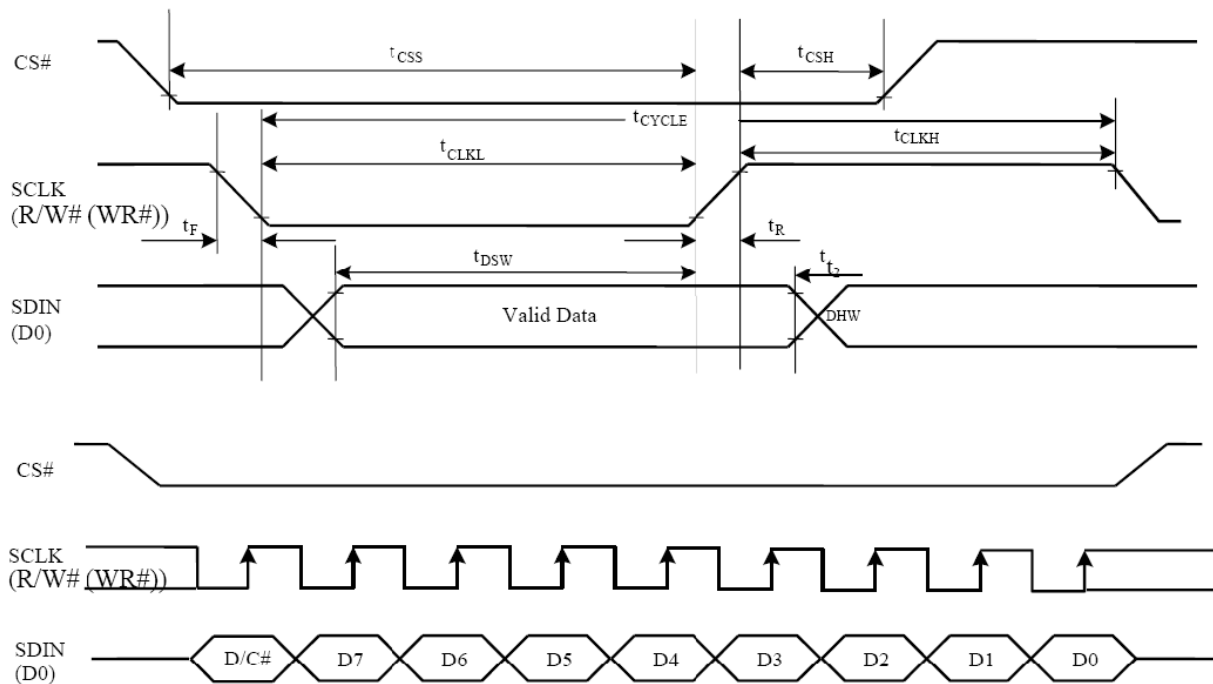 CS#
tCSS
tCSH
tCYCLE
tCLKL
tCLKH
SCLK
(R/W# (WR#))
tF
tR
tDSW
t
t2
SDIN
(D0)
Valid Data
DHW
CS#
SCLK
(R/W# (WR#))
SDIN
(D0)
D/C#
D7
D6
D5
D4
D3
D2
D1
D0